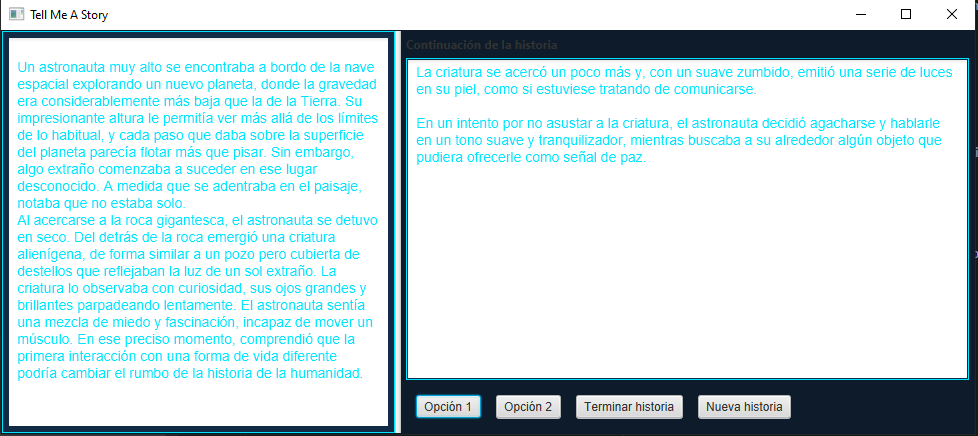 Tell Me A Story
Un astronauta muy alto se encontraba a bordo de la nave
espacial explorando un nuevo planeta, donde la gravedad
era considerablemente más baja que la de la Tierra. Su
impresionante altura le permitía ver más allá de los límites
de lo habitual, y cada paso que daba sobre la superficie
del planeta parecía flotar más que pisar. Sin embargo,
algo extraño comenzaba a suceder en ese lugar
desconocido. A medida que se adentraba en el paisaje,
notaba que no estaba solo.
Al acercarse a la roca gigantesca, el astronauta se detuvo
en seco. Del detrás de la roca emergió una criatura
alienígena, de forma similar a un pozo pero cubierta de
destellos que reflejaban la luz de un sol extraño. La
criatura lo observaba con curiosidad, sus ojos grandes y
brillantes parpadeando lentamente. El astronauta sentía
una mezcla de miedo y fascinación, incapaz de mover un
músculo. En ese preciso momento, comprendió que la
primera interacción con una forma de vida diferente
podría cambiar el rumbo de la historia de la humanidad.
Continuación de la historia
La criatura se acercó un poco más y, con un suave zumbido, emitió una serie de luces
en su piel, como si estuviese tratando de comunicarse.
En un intento por no asustar a la criatura, el astronauta decidió agacharse y hablarle
en un tono suave y tranquilizador, mientras buscaba a su alrededor algún objeto que
pudiera ofrecerle como señal de paz.
Opción 1
Opción 2
Terminar historia
Nueva historia